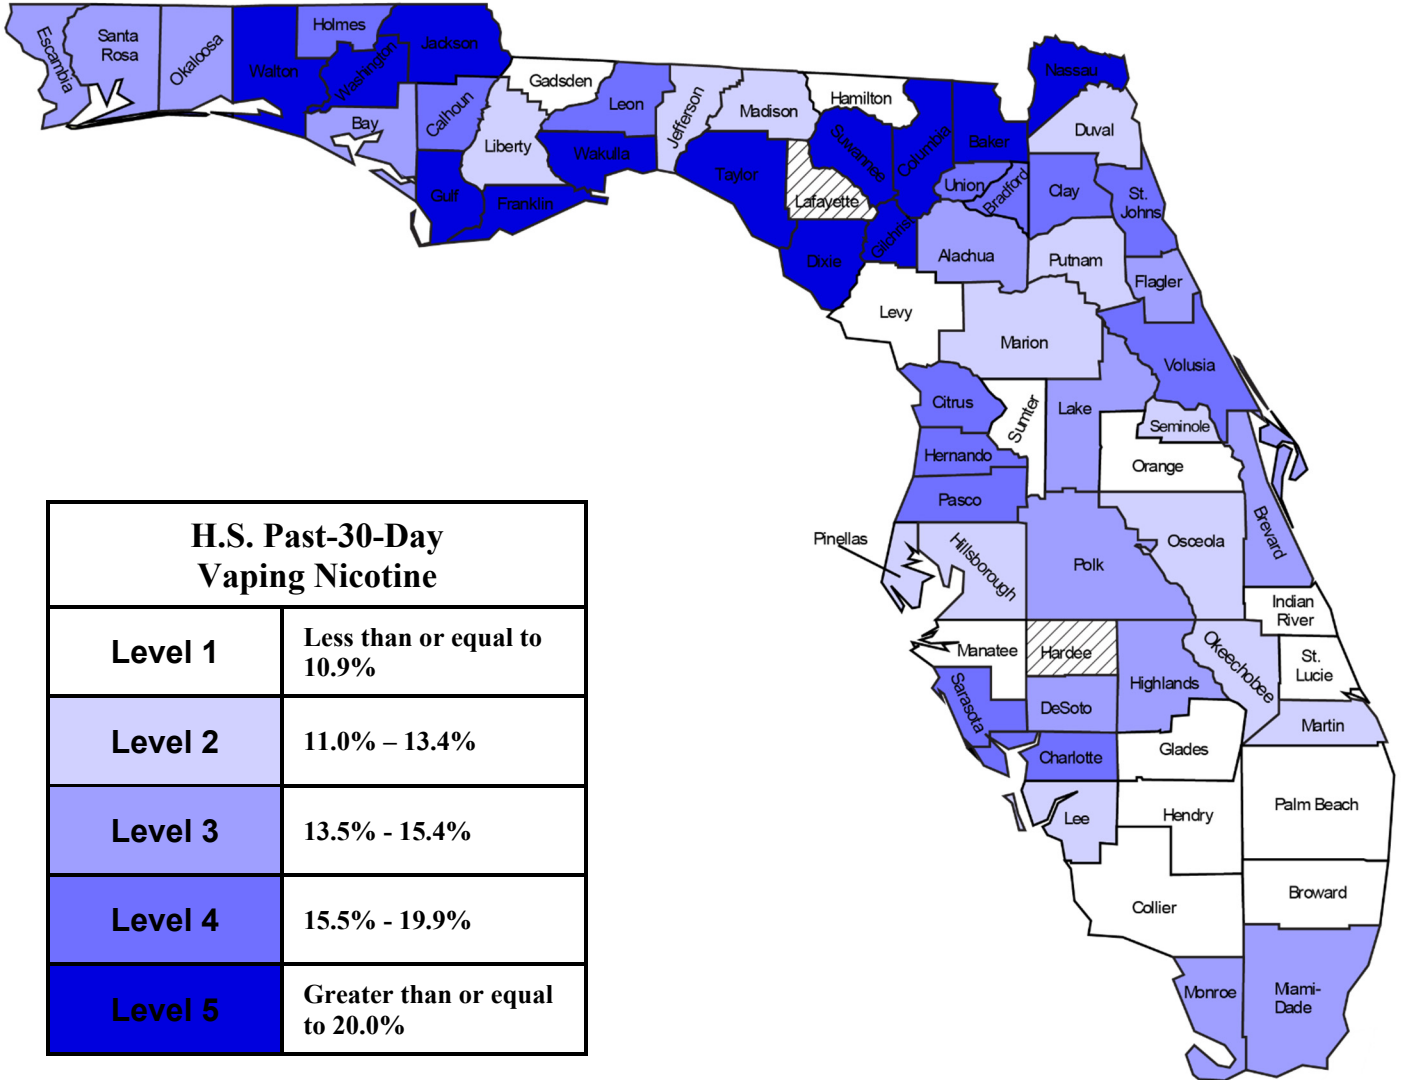 Escambia
Santa
Rosa
Okaloosa
Walton
Holmes
Washington
Jackson
Bay
Calhoun
Gulf
Liberty
Gadsden
Franklin
Leon
Wakulla
Jefferson
Madison
Taylor
Hamilton
Suwannee
Lafayette
Dixie
Columbia
Gilchrist
Baker
Union
Bradford
Nassau
Duval
Clay
St.
Johns
Alachua
Putnam
Flagler
Levy
Marion
Volusia
Citrus
Sumter
Lake
Seminole
Hernando
Orange
Pasco
Brevard
Pinellas
Hillsborough
Polk
Osceola
Indian
River
Manatee
Hardee
Okeechobee
St.
Lucie
Sarasota
DeSoto
Highlands
Martin
Charlotte
Glades
Lee
Hendry
Palm Beach
Collier
Broward
Monroe
Miami-
Dade
H.S. Past-30-Day
Vaping Nicotine
Level 1
Less than or equal to
10.9%
Level 2
11.0% – 13.4%
Level 3
13.5% - 15.4%
Level 4
15.5% - 19.9%
Level 5
Greater than or equal
to 20.0%